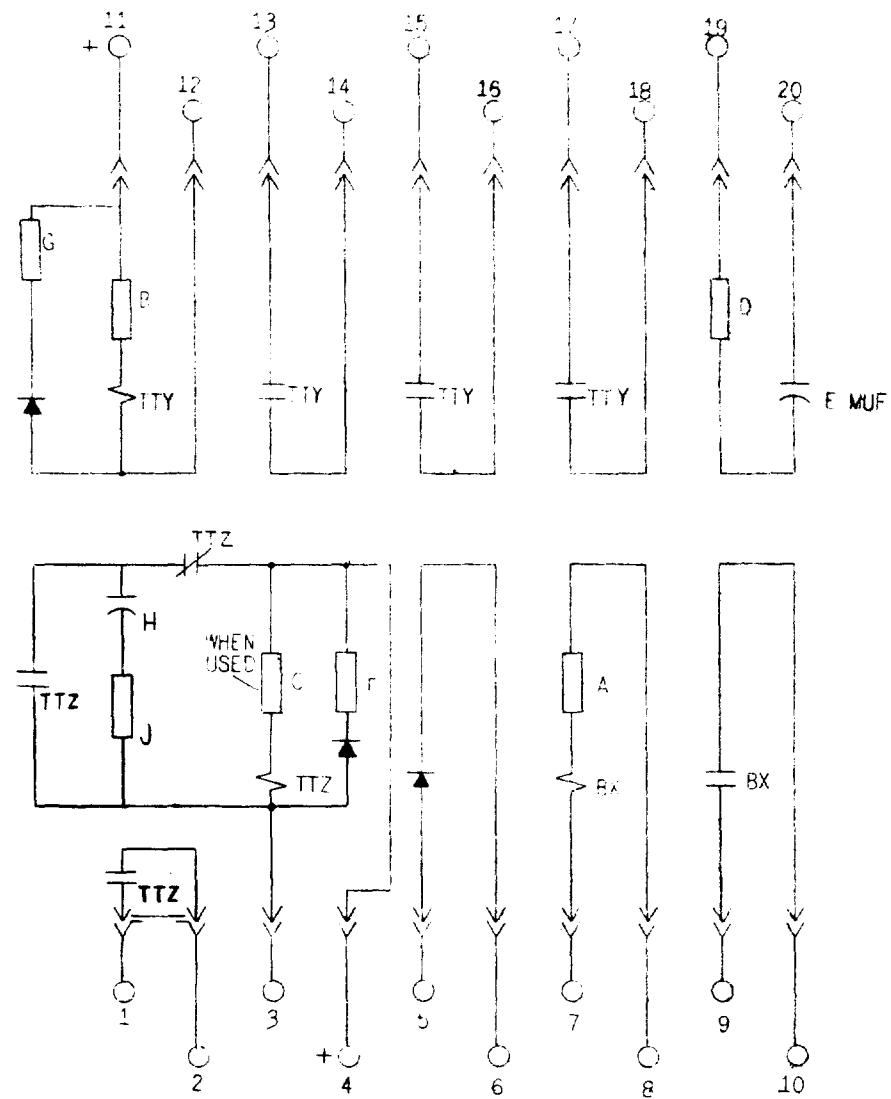 11 13 15 17 19
+
12 14 16 18 20
G
B D
TTY TTY TTY TTY E MUF
TTZ
H
WHEN
USED
C F A
TTZ
J
TTZ BX BX
TTZ
1 3 5 7 9
+
2 4 6 8 10